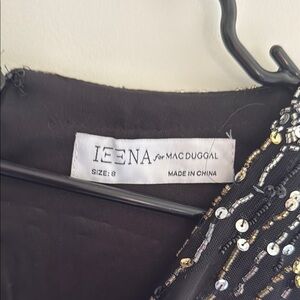 IEENA for MAC DUGGAL
SIZE: 8 MADE IN CHINA